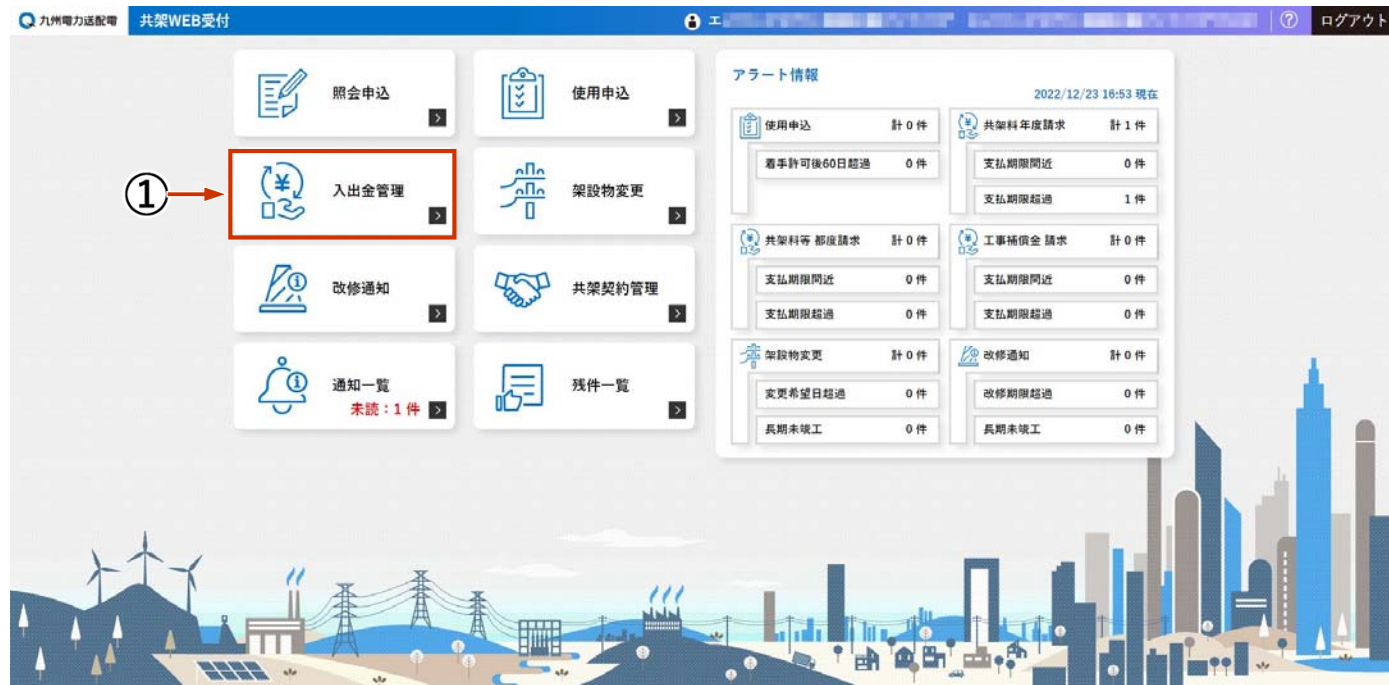 九州電力送配電
共架WEB受付
エ
?
ログアウト
照会申込
使用申込
①
入出金管理
架設物変更
改修通知
共架契約管理
通知一覧
未読：1 件
残件一覧
アラート情報
2022/12/23 16:53 現在
使用申込 計 0 件
着手許可後60日超過 0 件
共架料年度請求 計 1 件
支払期限間近 0 件
支払期限超過 1 件
共架料等 都度請求 計 0 件
支払期限間近 0 件
支払期限超過 0 件
工事補償金 請求 計 0 件
支払期限間近 0 件
支払期限超過 0 件
架設物変更 計 0 件
変更希望日超過 0 件
長期未竣工 0 件
改修通知 計 0 件
改修期限超過 0 件
長期未竣工 0 件